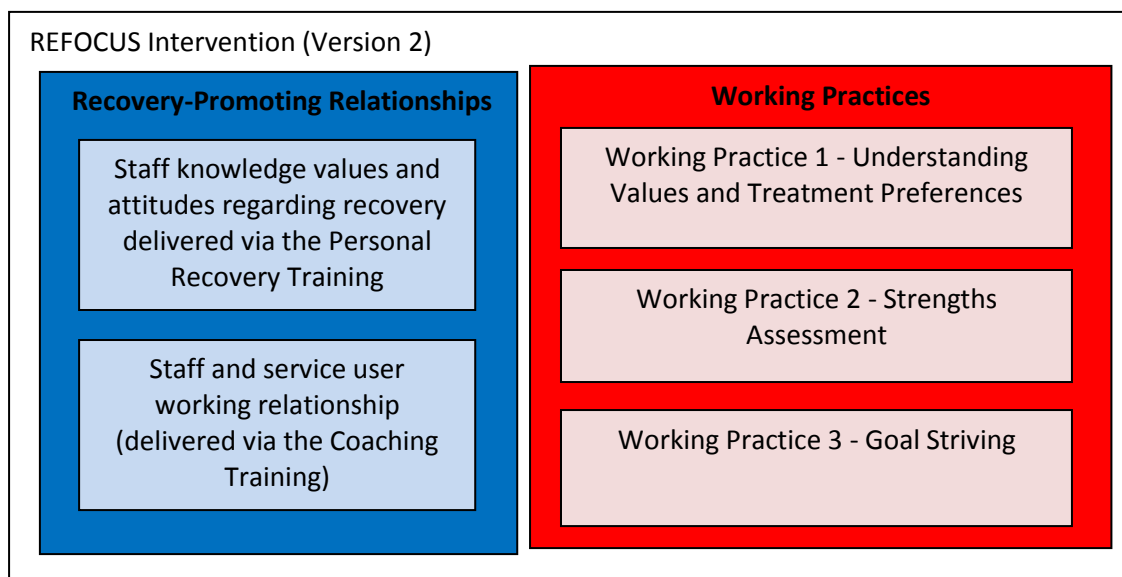 REFOCUS Intervention (Version 2)
Recovery-Promoting Relationships
Staff knowledge values and
attitudes regarding recovery
delivered via the Personal
Recovery Training
Staff and service user
working relationship
(delivered via the Coaching
Training)
Working Practices
Working Practice 1 - Understanding
Values and Treatment Preferences
Working Practice 2 - Strengths
Assessment
Working Practice 3 - Goal Striving